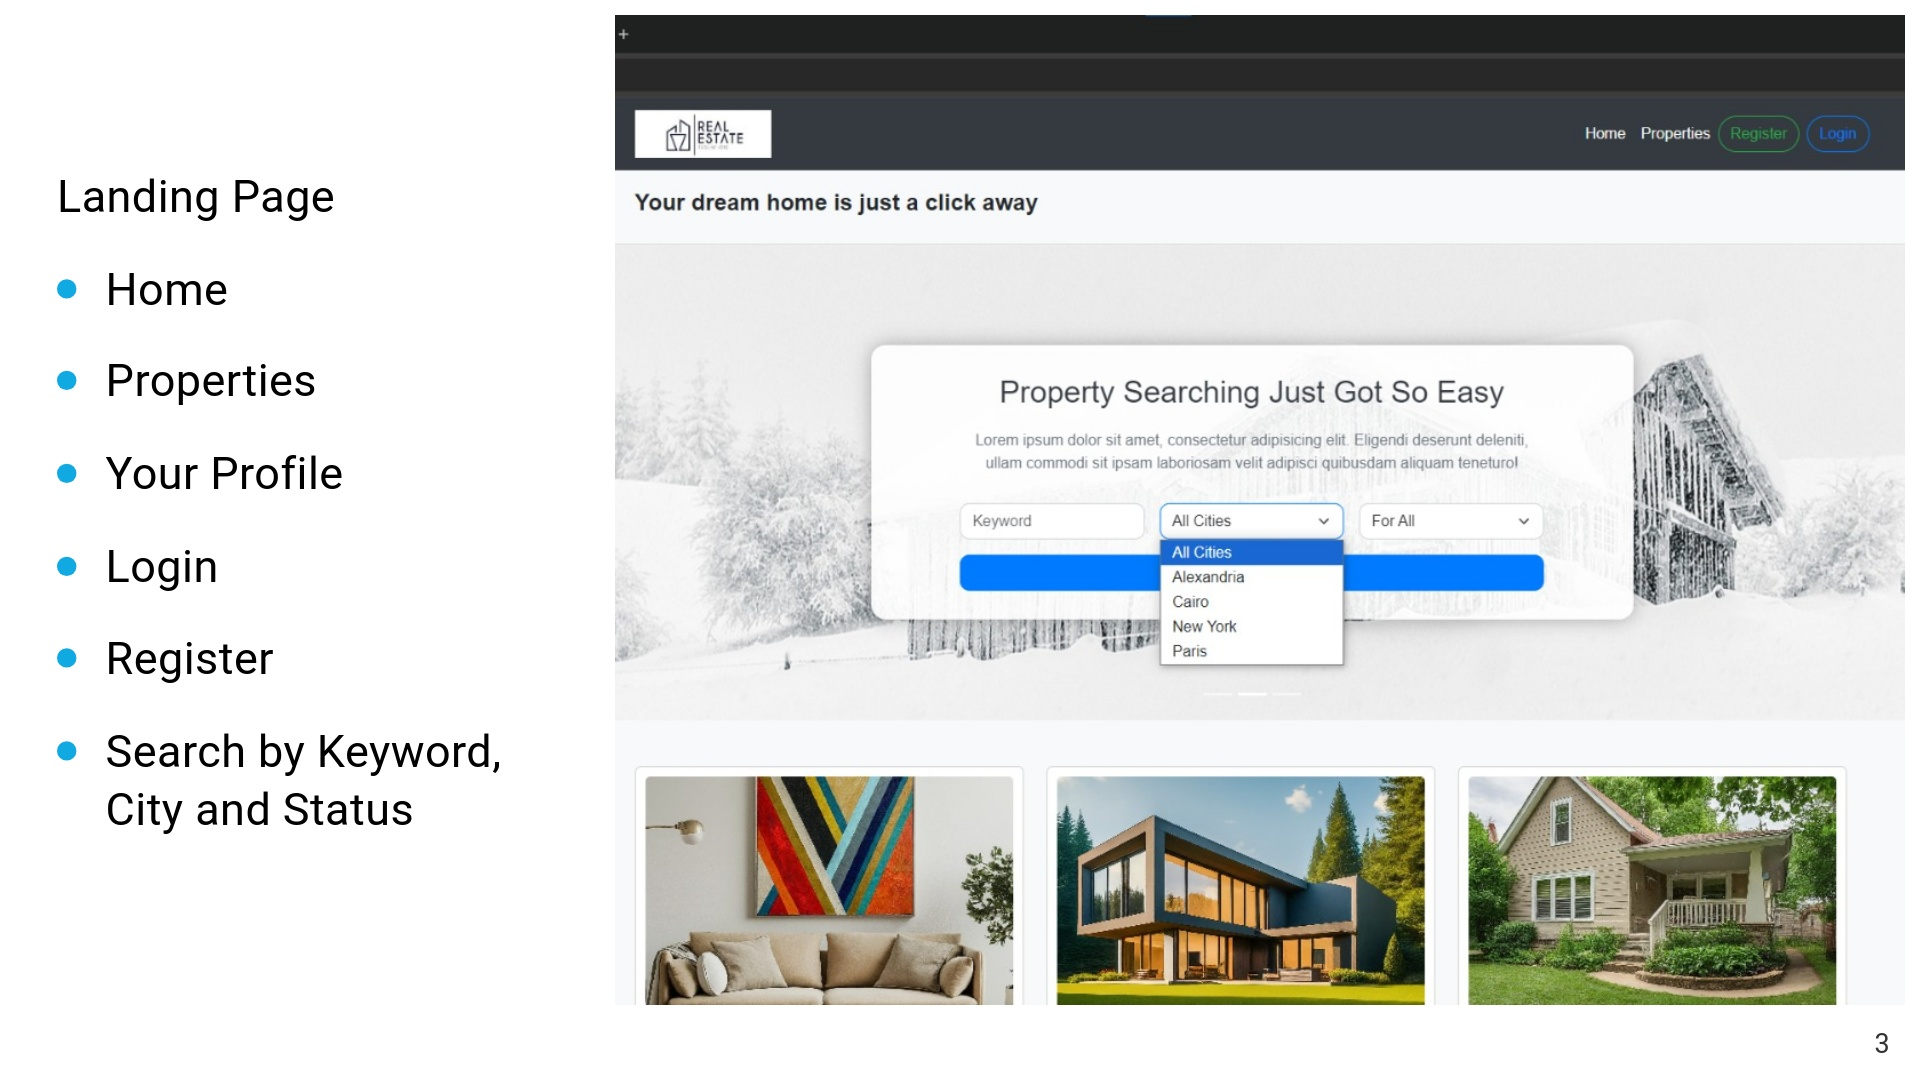 Landing Page
Home
Properties
Your Profile
Login
Register
Search by Keyword,
City and Status
+
REAL
ESTATE
Home Properties Register Login
Your dream home is just a click away
Property Searching Just Got So Easy
Lorem ipsum dolor sit amet, consectetur adipisicing elit. Eligendi deserunt deleniti,
ullam commodi sit ipsam laboriosam velit adipisci quibusdam aliquam teneturo!
Keyword All Cities For All
All Cities
Alexandria
Cairo
New York
Paris
3